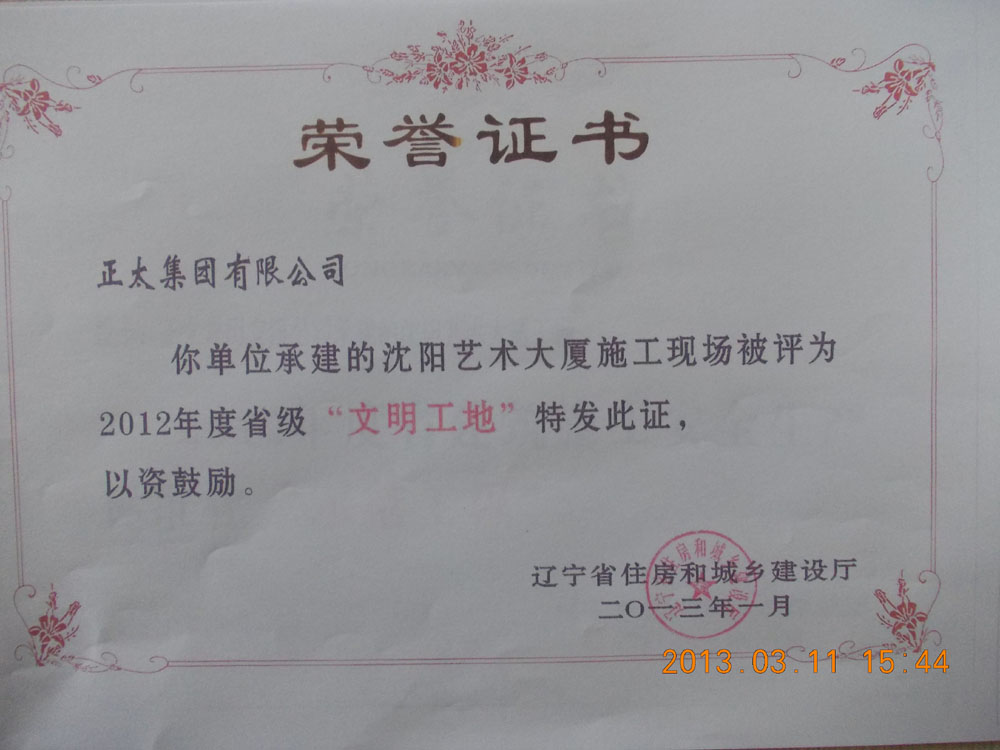 荣誉证书
正太集团有限公司
你单位承建的沈阳艺术大厦施工现场被评为
2012年度省级“文明工地”特发此证，
以资鼓励。
辽宁省住房和城乡建设厅
二〇一三年一月
2013.03.11 15:44